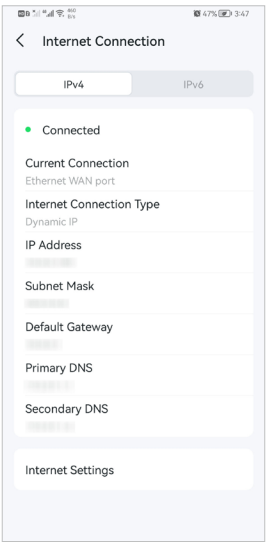 860
B/s
47%
3:47
Internet Connection
IPv4
IPv6
Connected
Current Connection
Ethernet WAN port
Internet Connection Type
Dynamic IP
IP Address
Subnet Mask
Default Gateway
Primary DNS
Secondary DNS
Internet Settings